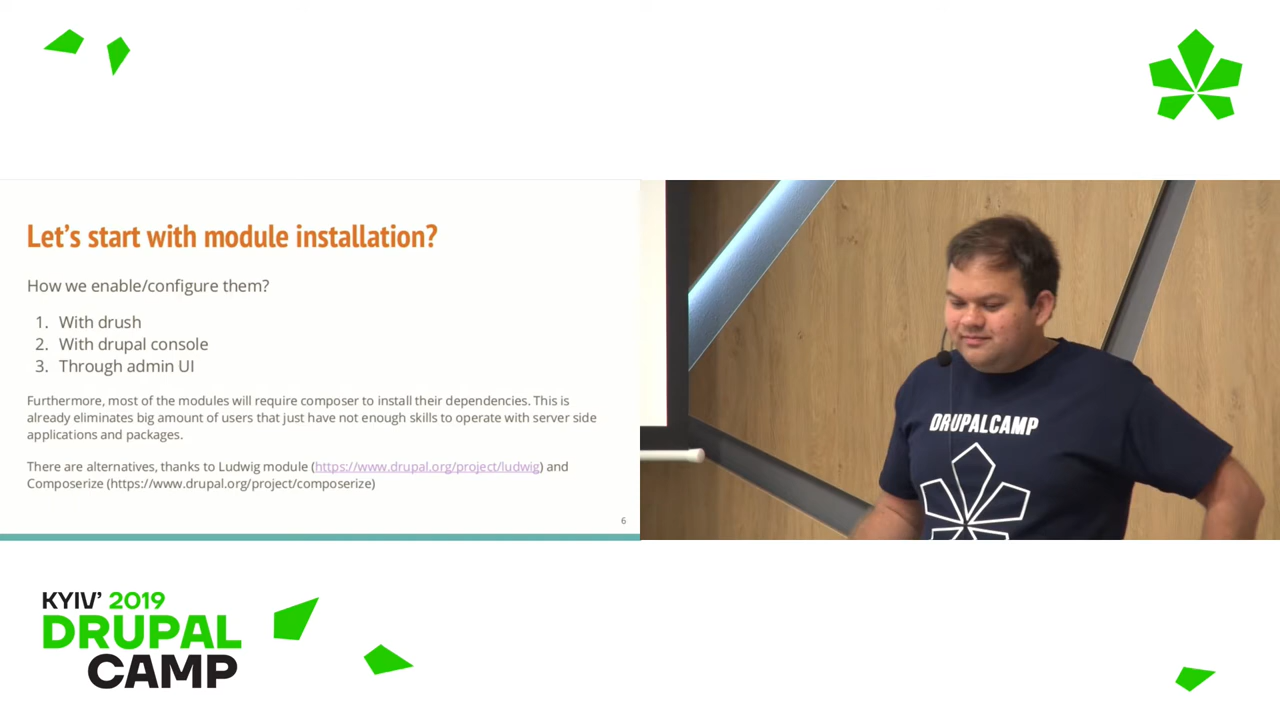 Let's start with module installation?
How we enable/configure them?
1. With drush
2. With drupal console
3. Through admin UI
Furthermore, most of the modules will require composer to install their dependencies. This is
already eliminates big amount of users that just have not enough skills to operate with server side
applications and packages.
There are alternatives, thanks to Ludwig module (https://www.drupal.org/project/ludwig) and
Composerize (https://www.drupal.org/project/composerize)
6
DRUPALCAMP
KYIV' 2019
DRUPAL
CAMP